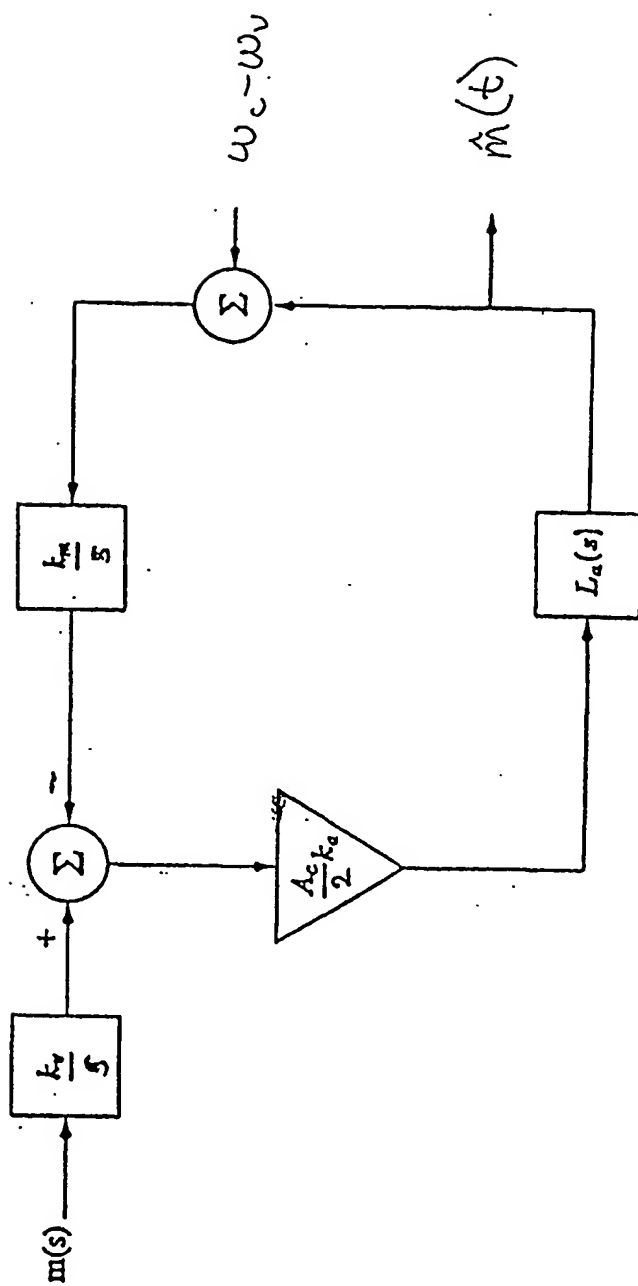 m(s)
k_v
s
+
Σ
−
k_m
s
Σ
ω_c − ω_v
A_c
2
k_a
L_a(s)
m̂(t)